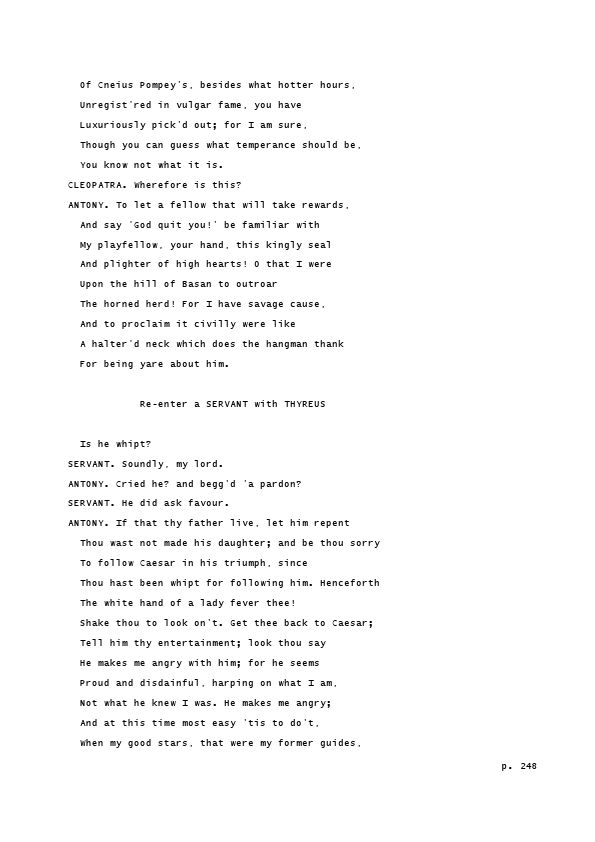 Of Cneius Pompey's, besides what hotter hours,
Unregist'red in vulgar fame, you have
Luxuriously pick'd out; for I am sure,
Though you can guess what temperance should be,
You know not what it is.
CLEOPATRA. Wherefore is this?
ANTONY. To let a fellow that will take rewards,
And say 'God quit you!' be familiar with
My playfellow, your hand, this kingly seal
And plighter of high hearts! O that I were
Upon the hill of Basan to outroar
The horned herd! For I have savage cause,
And to proclaim it civilly were like
A halter'd neck which does the hangman thank
For being yare about him.
Re-enter a SERVANT with THYREUS
Is he whipt?
SERVANT. Soundly, my lord.
ANTONY. Cried he? and begg'd 'a pardon?
SERVANT. He did ask favour.
ANTONY. If that thy father live, let him repent
Thou wast not made his daughter; and be thou sorry
To follow Caesar in his triumph, since
Thou hast been whipt for following him. Henceforth
The white hand of a lady fever thee!
Shake thou to look on't. Get thee back to Caesar;
Tell him thy entertainment; look thou say
He makes me angry with him; for he seems
Proud and disdainful, harping on what I am,
Not what he knew I was. He makes me angry;
And at this time most easy 'tis to do't,
When my good stars, that were my former guides,
p. 248